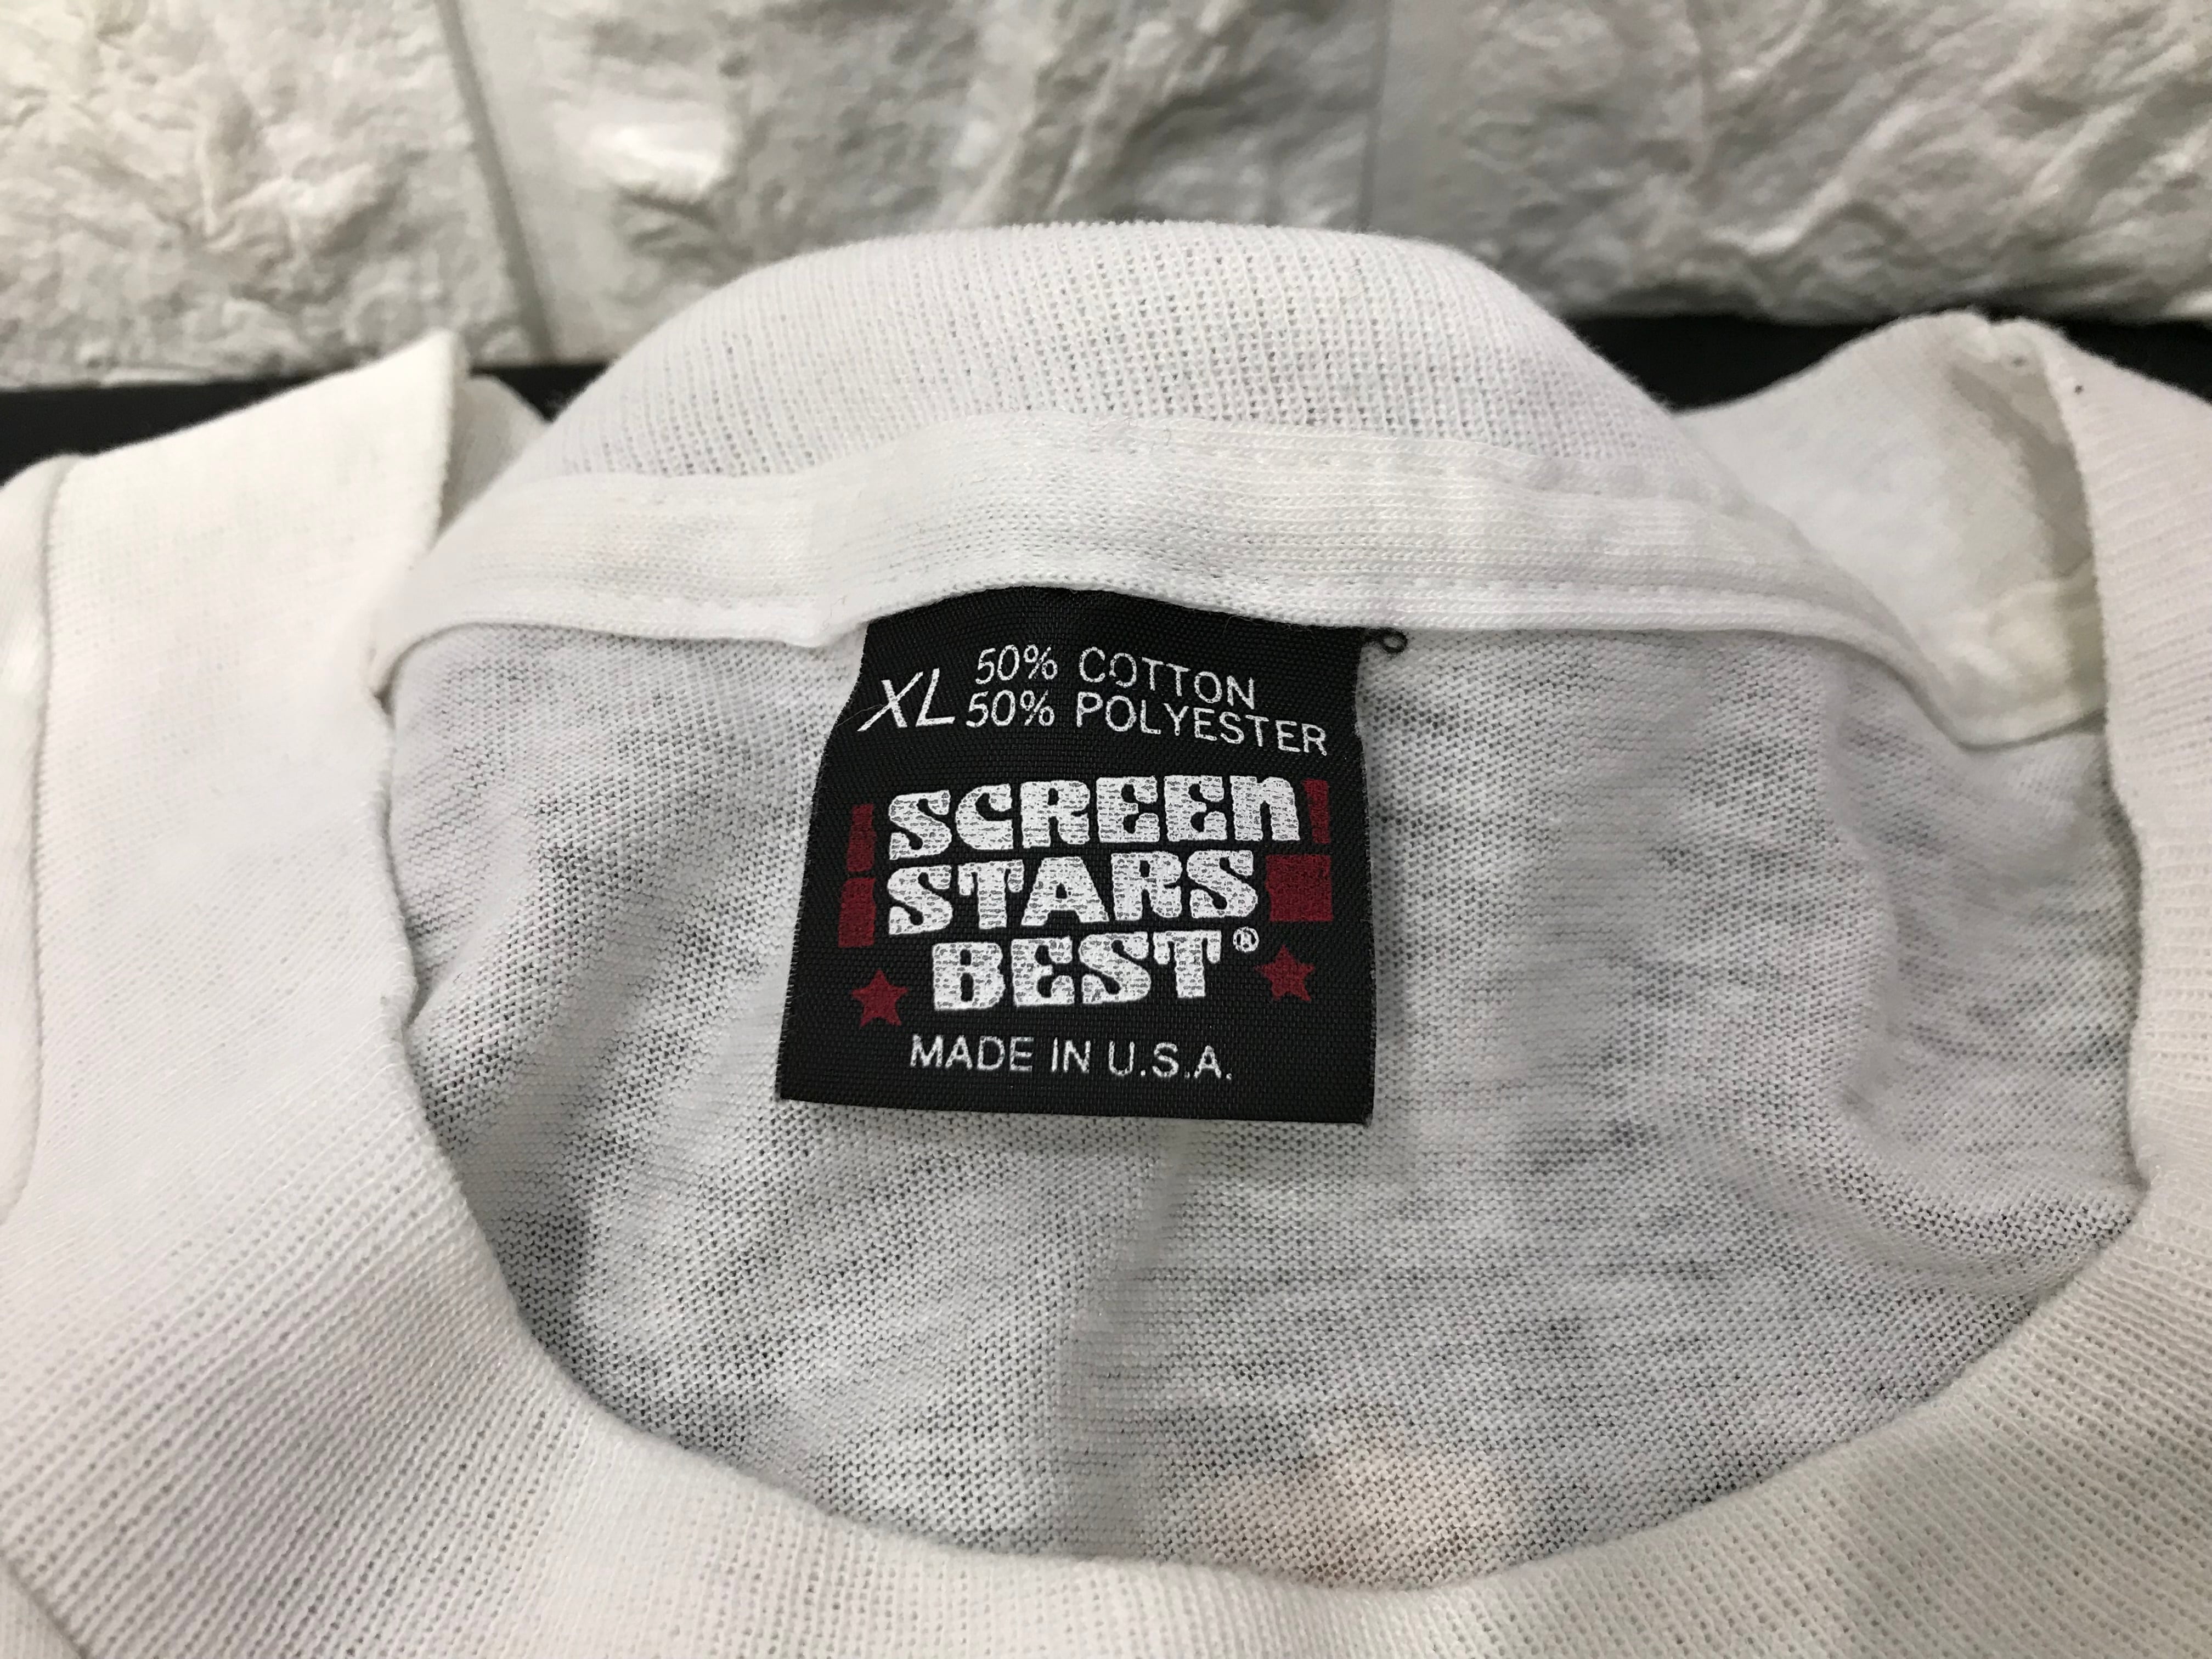 XL 50% COTTON
50% POLYESTER
SCREEN
STARS
BEST®
MADE IN U.S.A.